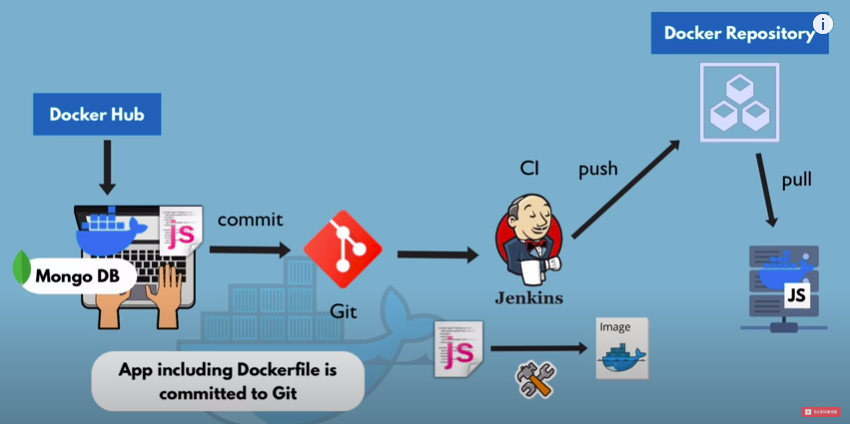 Docker Repository
i
Docker Hub
CI
push
pull
commit
js
Mongo DB
Jenkins
JS
Git
js
Image
App including Dockerfile is
committed to Git
SUBSCRIBE